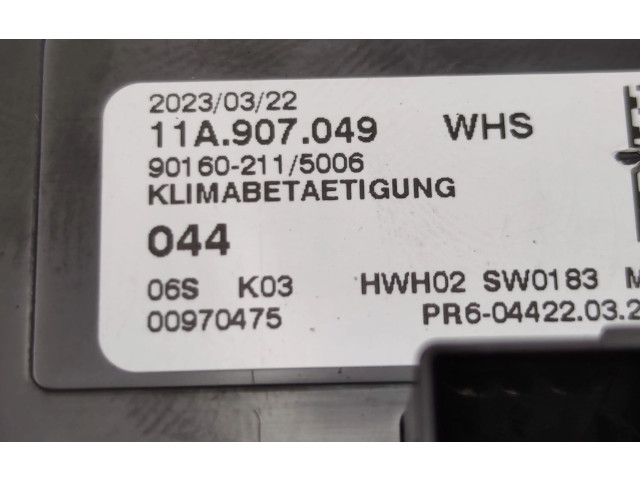 2023/03/22
11A.907.049 WHS
90160-211/5006
KLIMABETAETIGUNG
044
06S K03 HWH02 SW0183 M
00970475 PR6-04422.03.2